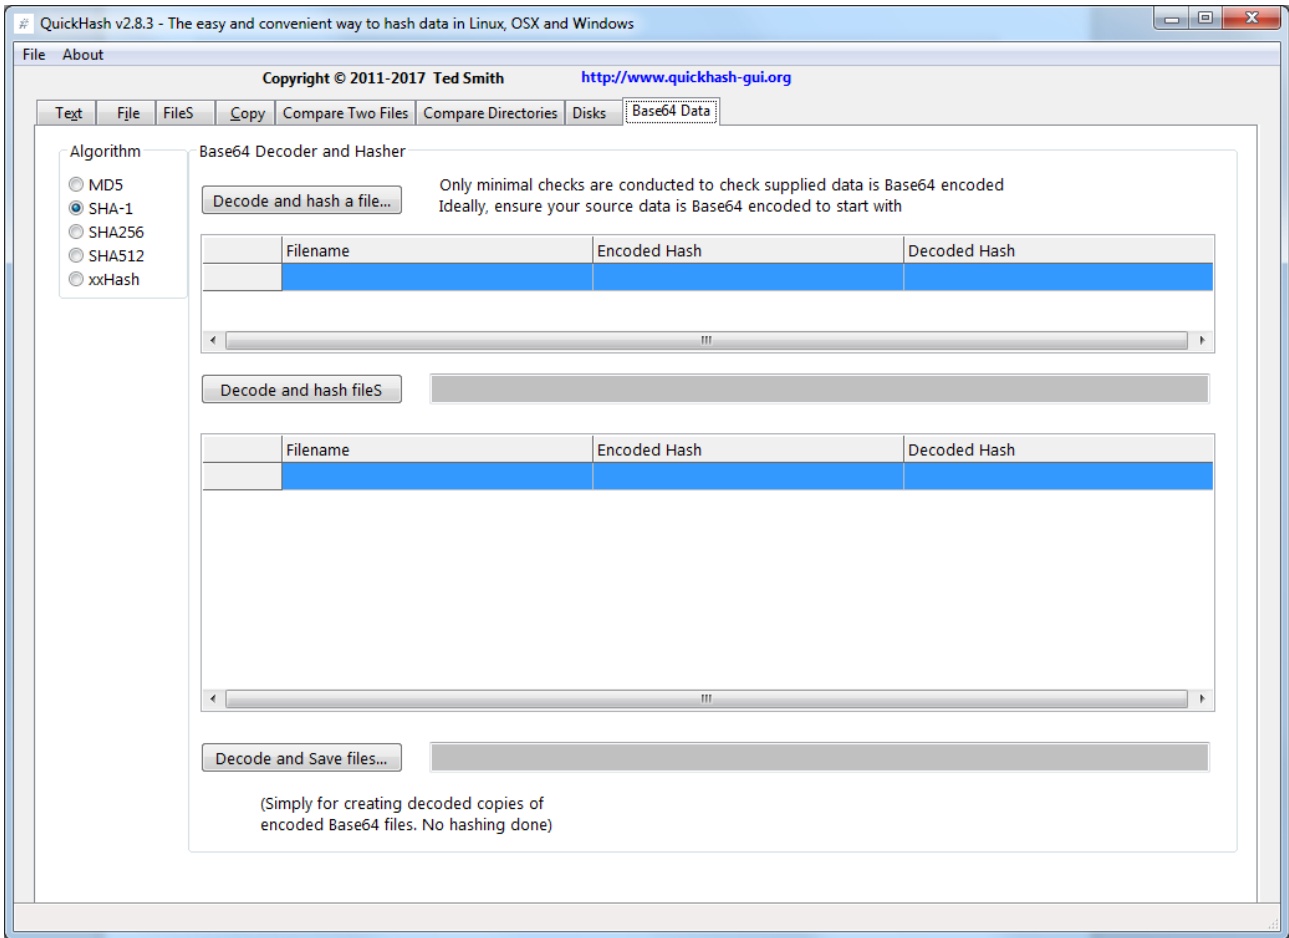 QuickHash v2.8.3 - The easy and convenient way to hash data in Linux, OSX and Windows
File About
Copyright © 2011-2017 Ted Smith http://www.quickhash-gui.org
Text File FileS Copy Compare Two Files Compare Directories Disks Base64 Data
Algorithm
MD5
SHA-1
SHA256
SHA512
xxHash
Base64 Decoder and Hasher
Decode and hash a file...
Only minimal checks are conducted to check supplied data is Base64 encoded
Ideally, ensure your source data is Base64 encoded to start with
Filename Encoded Hash Decoded Hash
Decode and hash fileS
Filename Encoded Hash Decoded Hash
Decode and Save files...
(Simply for creating decoded copies of
encoded Base64 files. No hashing done)